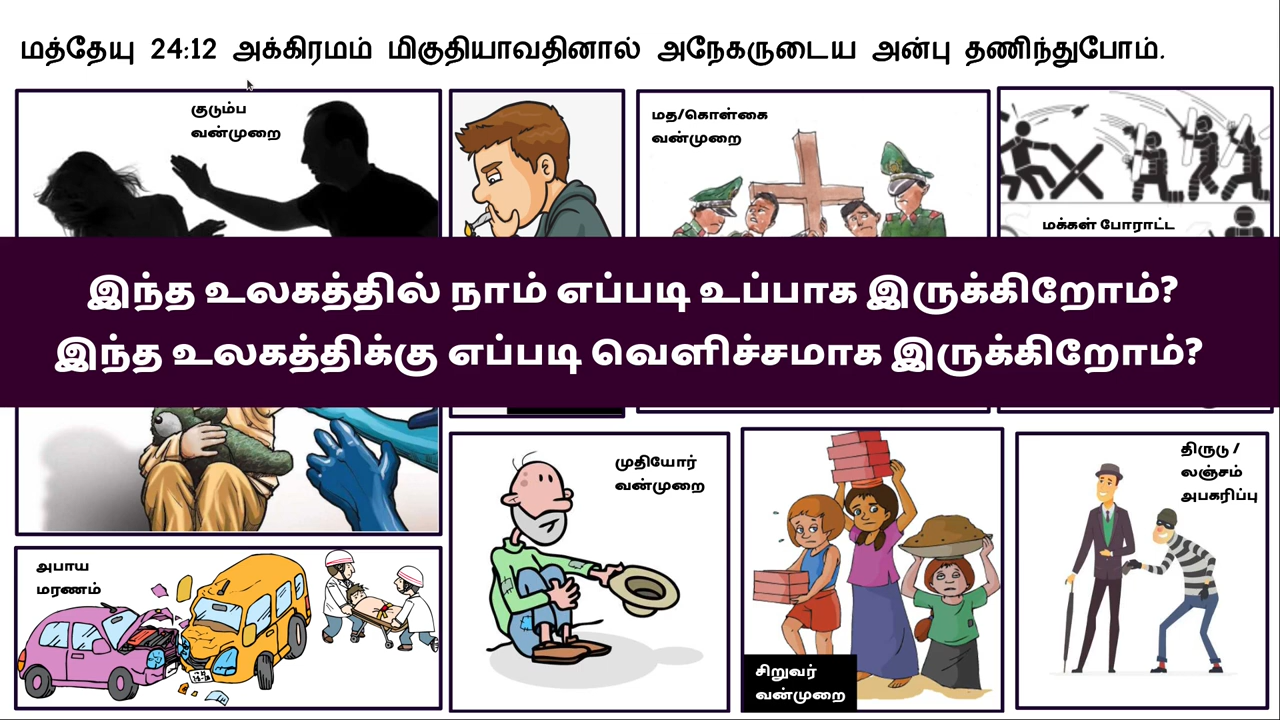 மத்தேயு 24:12 அக்கிரமம் மிகுதியாவதினால் அநேகருடைய அன்பு தணிந்துபோம்.
குடும்ப
வன்முறை
மத/கொள்கை
வன்முறை
மக்கள் போராட்ட
இந்த உலகத்தில் நாம் எப்படி உப்பாக இருக்கிறோம்?
இந்த உலகத்திக்கு எப்படி வெளிச்சமாக இருக்கிறோம்?
முதியோர்
வன்முறை
திருடு /
லஞ்சம்
அபகரிப்பு
அபாய
மரணம்
சிறுவர்
வன்முறை